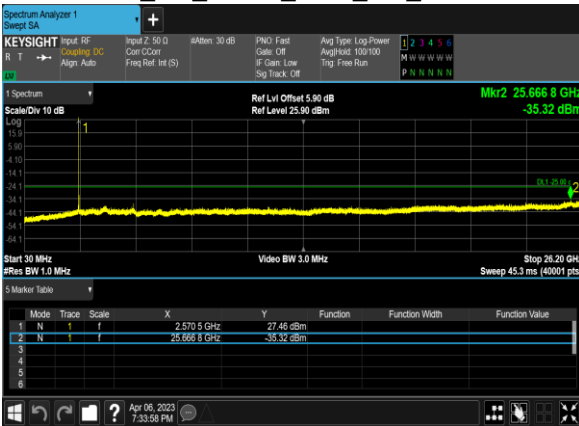 Spectrum Analyzer 1
Swept SA
+
KEYSIGHT Input: RF Input Z: 50 Ω #Atten: 30 dB PNO: Fast Avg Type: Log-Power 1 2 3 4 5 6
R T Coupling: DC Corr CCorr Gate: Off Avg|Hold: 100/100 M W W W W W
Align: Auto Freq Ref: Int (S) IF Gain: Low Trig: Free Run
Sig Track: Off P N N N N N
LXI
1 Spectrum Ref Lvl Offset 5.90 dB Mkr2 25.666 8 GHz
Scale/Div 10 dB Ref Level 25.90 dBm -35.32 dBm
Log
15.9
5.90
-4.10
-14.1
-24.1
-34.1
-44.1
-54.1
-64.1
1
DL1 -25.00
2
Start 30 MHz Video BW 3.0 MHz Stop 26.20 GHz
#Res BW 1.0 MHz Sweep 45.3 ms (40001 pts)
5 Marker Table
Mode Trace Scale X Y Function Function Width Function Value
1 N 1 f 2.570 5 GHz 27.46 dBm
2 N 1 f 25.666 8 GHz -35.32 dBm
3
4
5
6
? Apr 06, 2023
7:33:58 PM